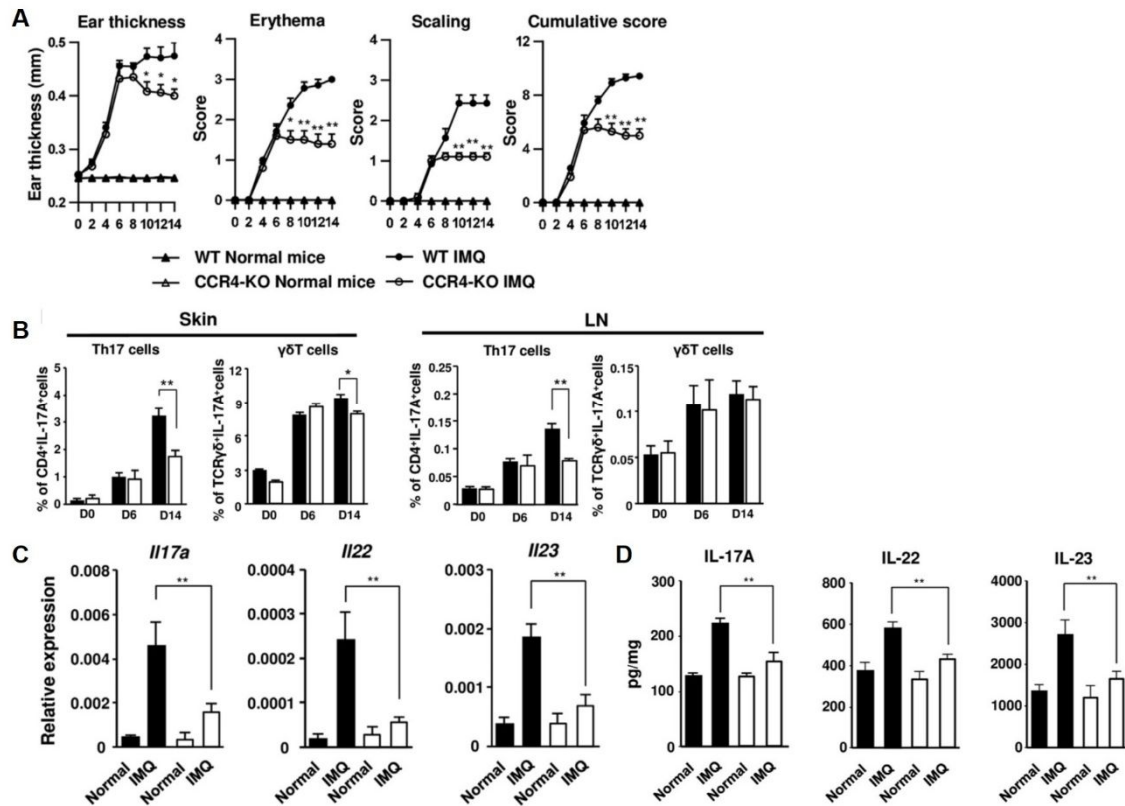 A
Ear thickness
Ear thickness (mm)
0.5
0.4
0.3
0.2
0 2 4 6 8 101214
* * *
Erythema
Score
4
3
2
1
0
0 2 4 6 8 101214
* ** ** **
Scaling
Score
4
3
2
1
0
0 2 4 6 8 101214
** ** **
Cumulative score
Score
12
10
8
6
4
2
0
0 2 4 6 8 101214
** ** **
WT Normal mice
WT IMQ
CCR4-KO Normal mice
CCR4-KO IMQ
B
Skin
Th17 cells
% of CD4+IL-17A+cells
5
4
3
2
1
0
D0 D6 D14
**
γδT cells
% of TCRγδ+IL-17A+cells
12
9
6
3
0
D0 D6 D14
*
LN
Th17 cells
% of CD4+IL-17A+cells
0.25
0.20
0.15
0.10
0.05
0
D0 D6 D14
**
γδT cells
% of TCRγδ+IL-17A+cells
0.15
0.10
0.05
0
D0 D6 D14
C
Il17a
Relative expression
0.008
0.006
0.004
0.002
0
**
Normal IMQ Normal IMQ
Il22
0.0004
0.0003
0.0002
0.0001
0
**
Normal IMQ Normal IMQ
Il23
0.003
0.002
0.001
0
**
Normal IMQ Normal IMQ
D
IL-17A
pg/mg
300
200
100
0
**
Normal IMQ Normal IMQ
IL-22
800
600
400
200
0
**
Normal IMQ Normal IMQ
IL-23
4000
3000
2000
1000
0
**
Normal IMQ Normal IMQ